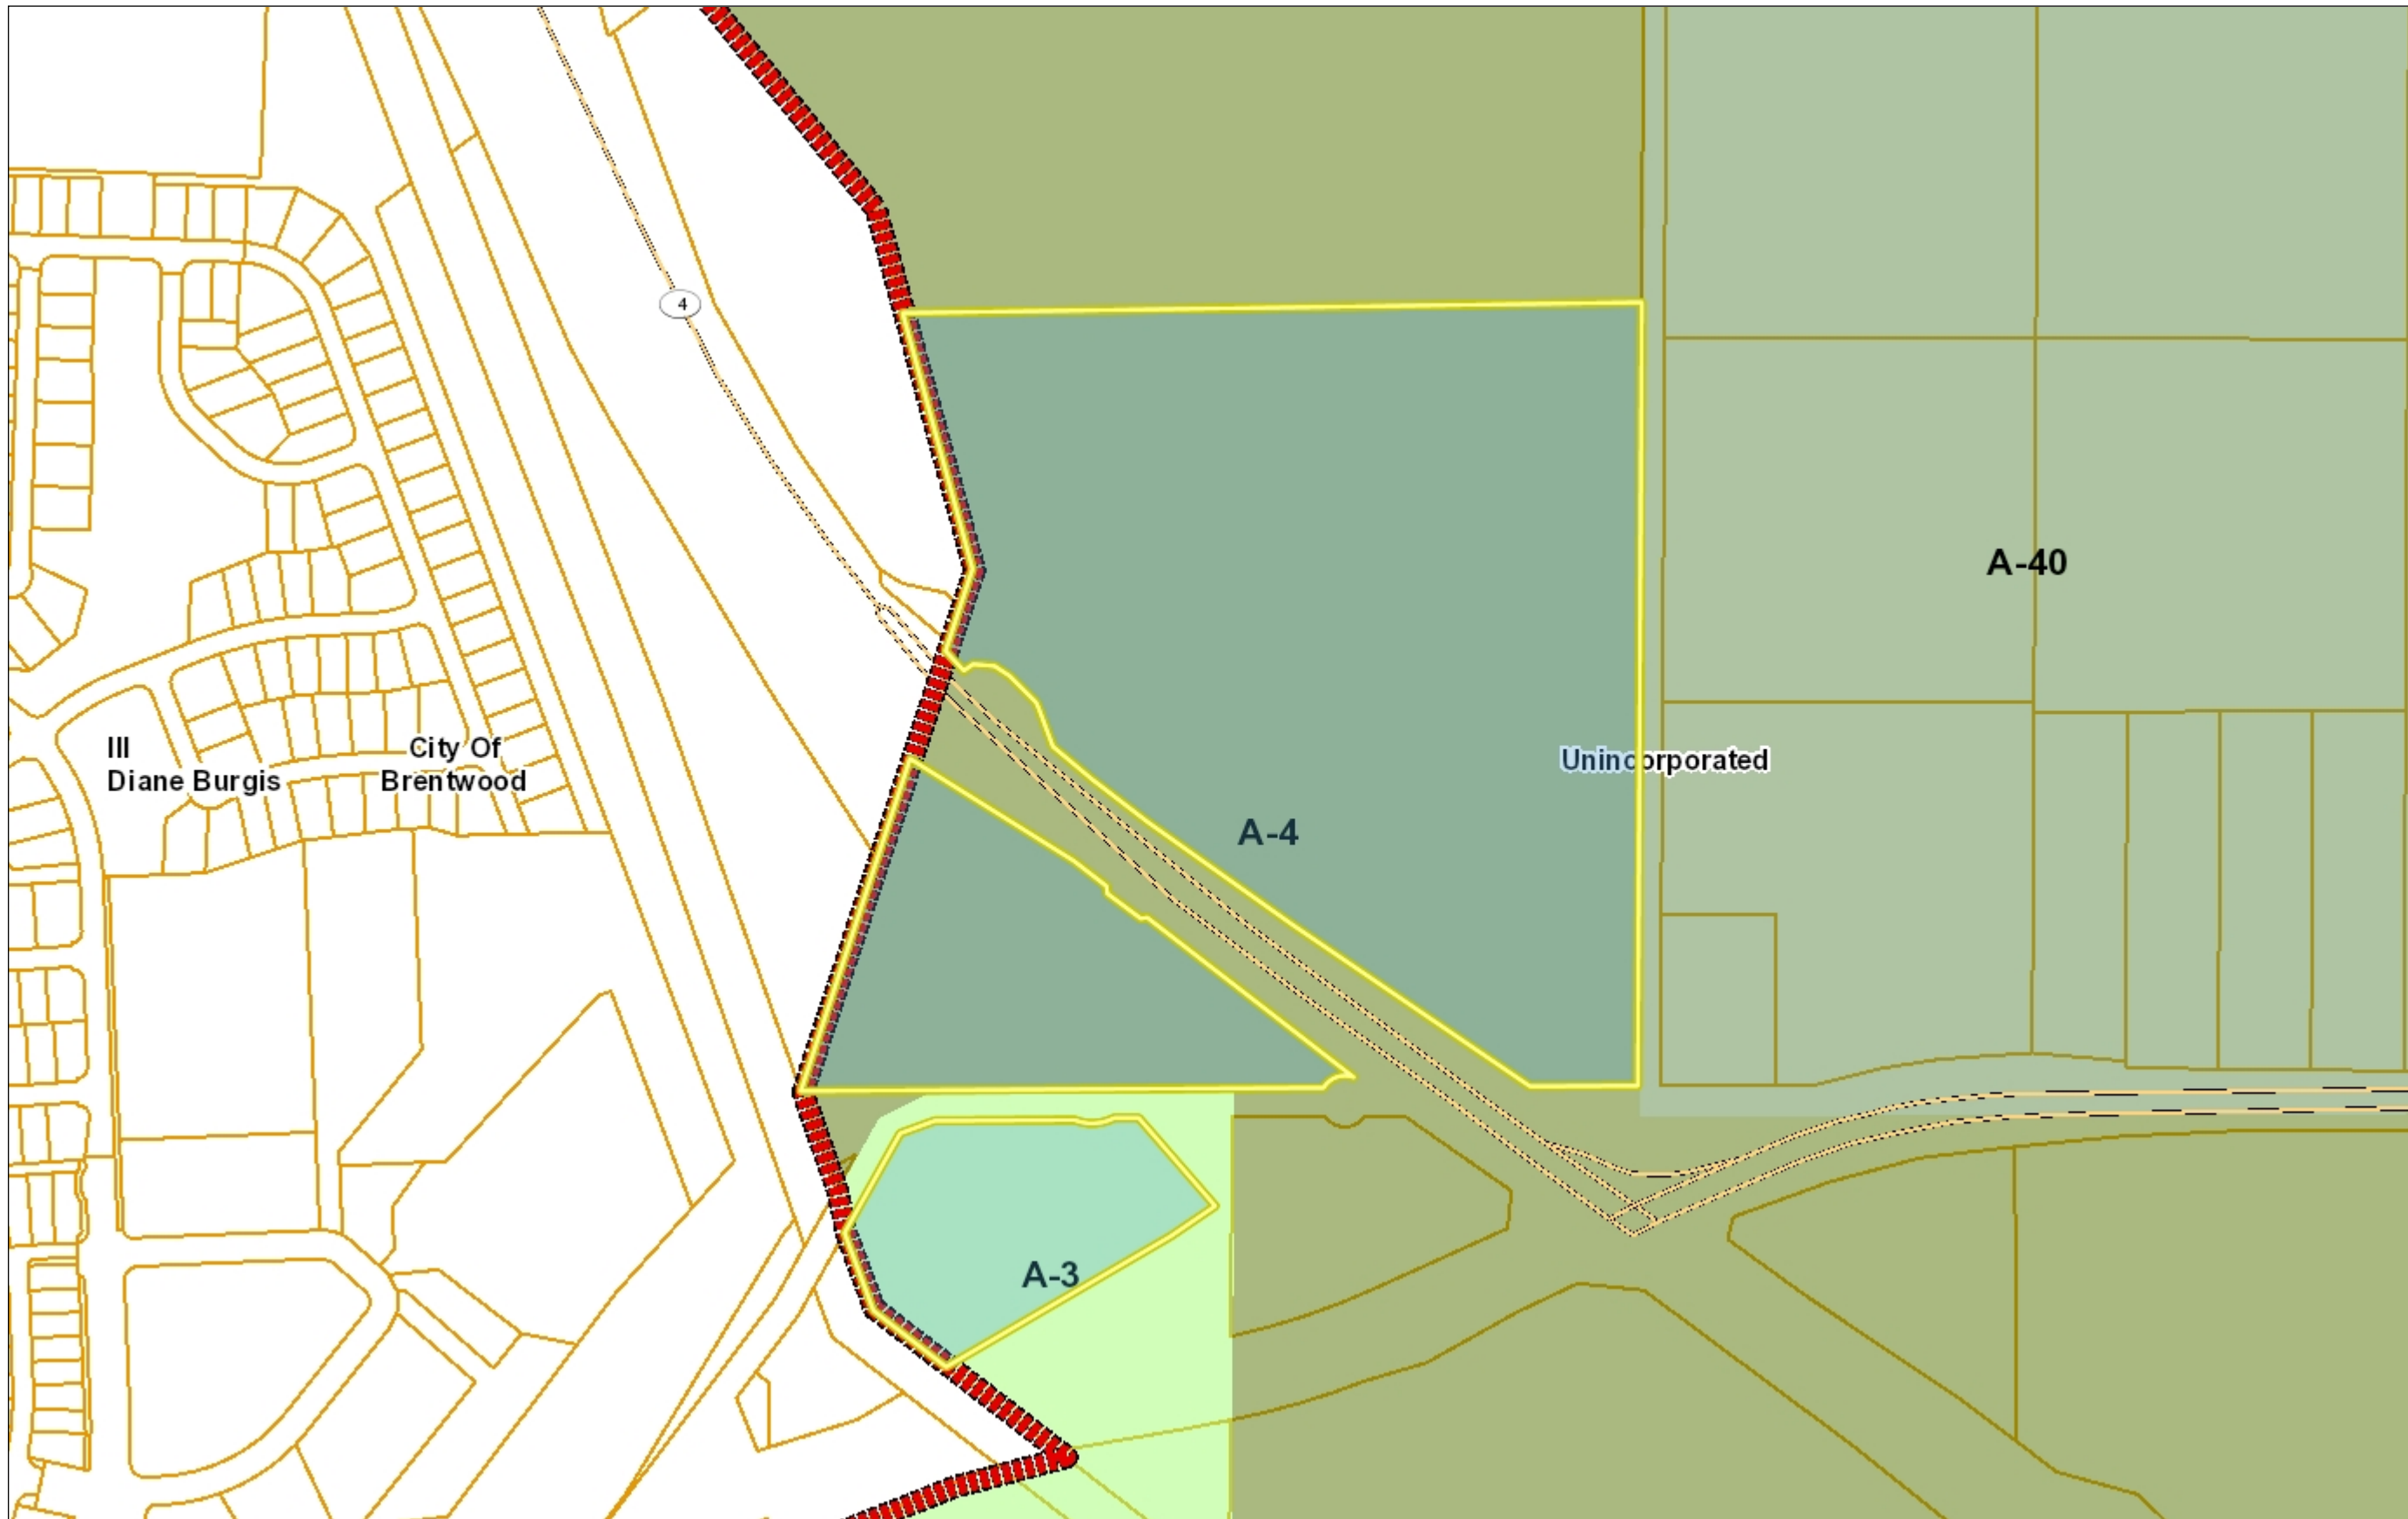 4
A-40
III
Diane Burgis
City Of
Brentwood
Unincorporated
A-4
A-3